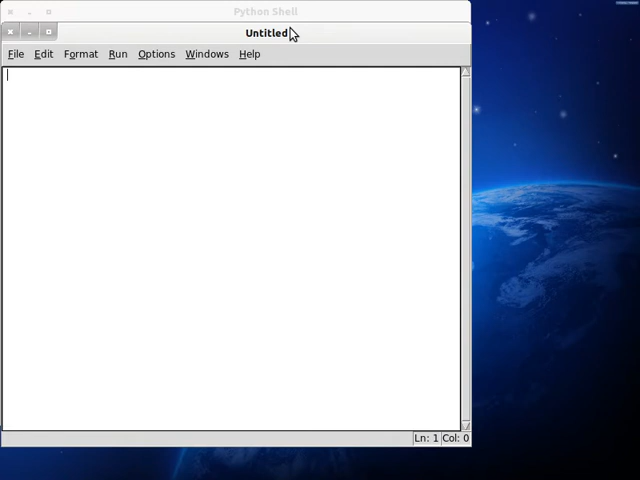 Python Shell
Untitled
File Edit Format Run Options Windows Help
Ln: 1 Col: 0